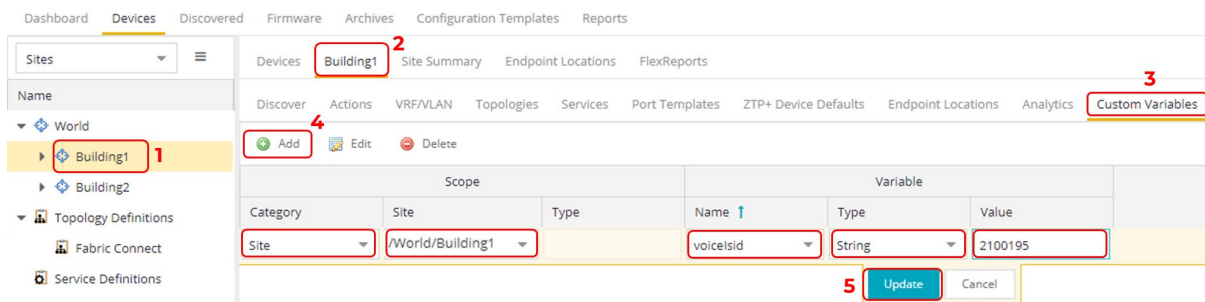 Dashboard Devices Discovered Firmware Archives Configuration Templates Reports
Sites
Name
World
Building1 1
Building2
Topology Definitions
Fabric Connect
Service Definitions
2
Devices Building1 Site Summary Endpoint Locations FlexReports
3
Discover Actions VRF/VLAN Topologies Services Port Templates ZTP+ Device Defaults Endpoint Locations Analytics Custom Variables
4
Add Edit Delete
Scope Variable
Category Site Type Name Type Value
Site /World/Building1 voiceIsid String 2100195
5 Update Cancel